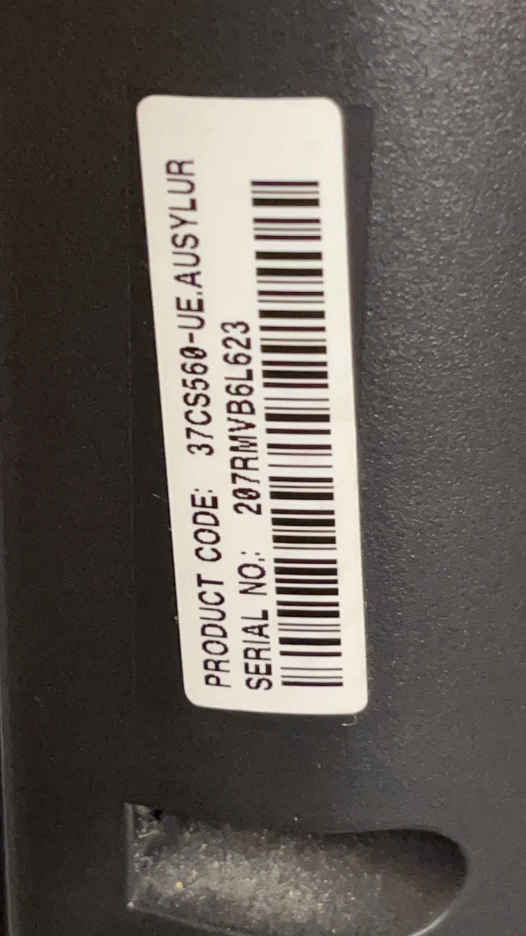 PRODUCT CODE: 37CS560-UE.AUSYLUR
SERIAL NO.: 207RMVB6L623